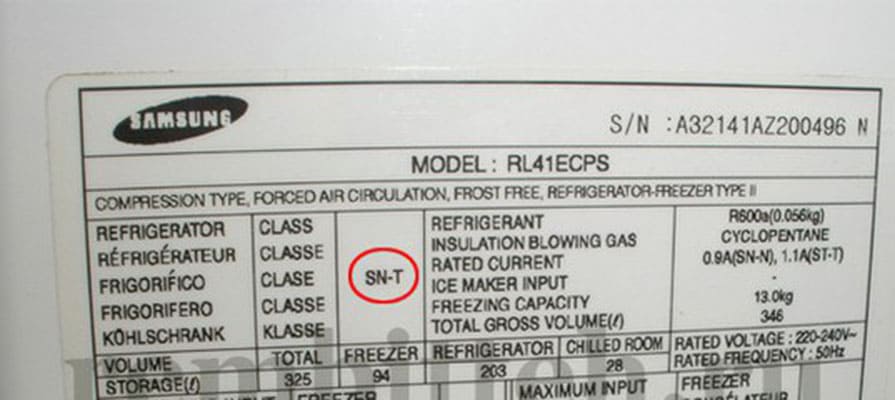 SAMSUNG
S/N :A32141AZ200496 N
MODEL: RL41ECPS
COMPRESSION TYPE, FORCED AIR CIRCULATION, FROST FREE, REFRIGERATOR-FREEZER TYPE II
REFRIGERATOR CLASS
RÉFRIGÉRATEUR CLASSE
FRIGORIFÍCO CLASE
FRIGORIFERO CLASSE
KÜHLSCHRANK KLASSE
SN-T
REFRIGERANT R600a(0.056kg)
INSULATION BLOWING GAS CYCLOPENTANE
RATED CURRENT 0.9A(SN-N), 1.1A(ST-T)
ICE MAKER INPUT -
FREEZING CAPACITY 13.0kg
TOTAL GROSS VOLUME(ℓ) 346
VOLUME TOTAL FREEZER REFRIGERATOR CHILLED ROOM RATED VOLTAGE : 220-240V~
STORAGE(ℓ) 325 94 203 28 RATED FREQUENCY : 50Hz
FREEZER MAXIMUM INPUT FREEZER